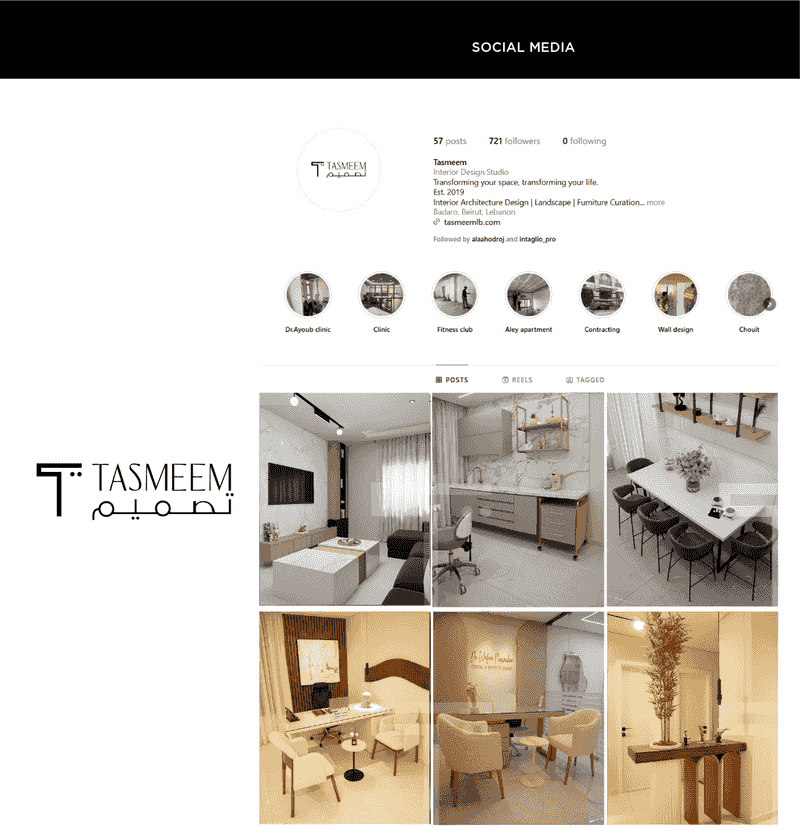 SOCIAL MEDIA
TASMEEM
تصميم
57 posts 721 followers 0 following
Tasmeem
Interior Design Studio
Transforming your space, transforming your life.
Est. 2019
Interior Architecture Design | Landscape | Furniture Curation... more
Badaro, Beirut, Lebanon
tasmeemlb.com
Followed by alaahodroj and intaglio_pro
Dr.Ayoub clinic Clinic Fitness club Aley apartment Contracting Wall design Chouit
POSTS REELS TAGGED
TASMEEM
تصميم